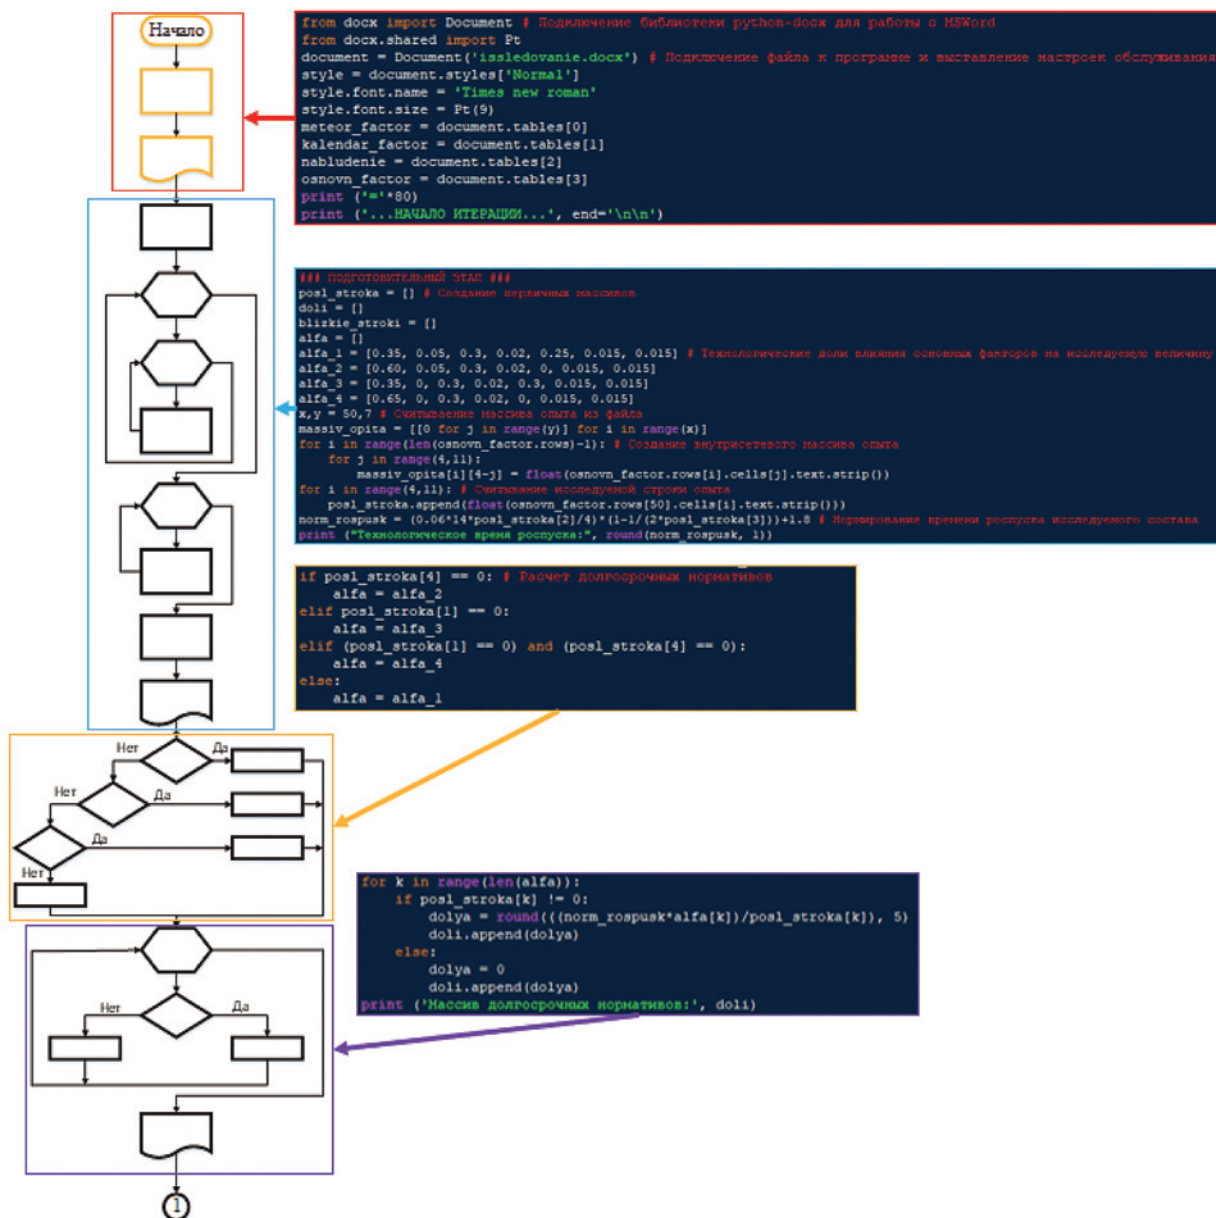 Начало
from docx import Document # Подключение библиотеки python-docx для работы с MSWord
from docx.shared import Pt
document = Document('issledovanie.docx') # Подключение файла к программе и выставление настроек обслуживания
style = document.styles['Normal']
style.font.name = 'Times new roman'
style.font.size = Pt(9)
meteor_factor = document.tables[0]
kalendar_factor = document.tables[1]
nabludenie = document.tables[2]
osnovn_factor = document.tables[3]
print ('='*80)
print ('...НАЧАЛО ИТЕРАЦИИ...', end='\n\n')
### ПОДГОТОВИТЕЛЬНЫЙ ЭТАП ###
posl_stroka = [] # Создание первичных массивов
doli = []
blizkie_stroki = []
alfa = []
alfa_1 = [0.35, 0.05, 0.3, 0.02, 0.25, 0.015, 0.015] # Технологические доли влияния основных факторов на исследуемую величину
alfa_2 = [0.60, 0.05, 0.3, 0.02, 0, 0.015, 0.015]
alfa_3 = [0.35, 0, 0.3, 0.02, 0.3, 0.015, 0.015]
alfa_4 = [0.65, 0, 0.3, 0.02, 0, 0.015, 0.015]
x,y = 50,7 # Считывание массива опыта из файла
massiv_opita = [[0 for j in range(y)] for i in range(x)]
for i in range(len(osnovn_factor.rows)-1): # Создание внутрисетевого массива опыта
for j in range(4,11):
massiv_opita[i][4-j] = float(osnovn_factor.rows[i].cells[j].text.strip())
for i in range(4,11): # Считывание исследуемой строки опыта
posl_stroka.append(float(osnovn_factor.rows[50].cells[i].text.strip()))
norm_rospusk = (0.06*14*posl_stroka[2]/4)*(1-1/(2*posl_stroka[3]))+1.8 # Нормирование времени роспуска исследуемого состава
print ("Технологическое время роспуска:", round(norm_rospusk, 1))
if posl_stroka[4] == 0: # Расчет долгосрочных нормативов
alfa = alfa_2
elif posl_stroka[1] == 0:
alfa = alfa_3
elif (posl_stroka[1] == 0) and (posl_stroka[4] == 0):
alfa = alfa_4
else:
alfa = alfa_1
Нет Да
Нет Да
Да
Нет
for k in range(len(alfa)):
if posl_stroka[k] != 0:
dolya = round(((norm_rospusk*alfa[k])/posl_stroka[k]), 5)
doli.append(dolya)
else:
dolya = 0
doli.append(dolya)
print ('Массив долгосрочных нормативов:', doli)
Нет Да
1